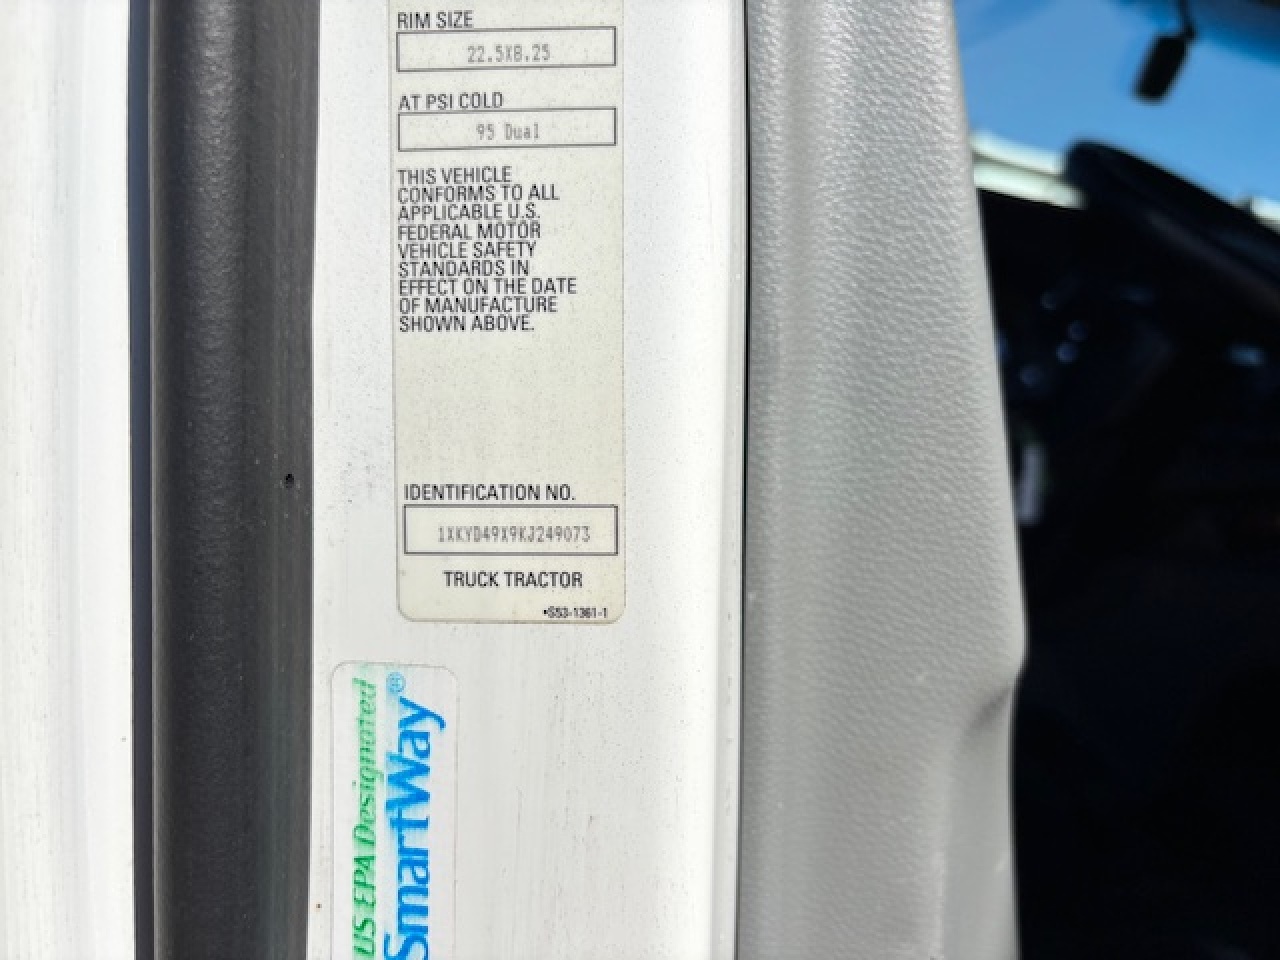 RIM SIZE
22.5X8.25
AT PSI COLD
95 Dual
THIS VEHICLE
CONFORMS TO ALL
APPLICABLE U.S.
FEDERAL MOTOR
VEHICLE SAFETY
STANDARDS IN
EFFECT ON THE DATE
OF MANUFACTURE
SHOWN ABOVE.
IDENTIFICATION NO.
1XKYD49X9KJ249073
TRUCK TRACTOR
•S53-1361-1
US EPA Designated
SmartWay®